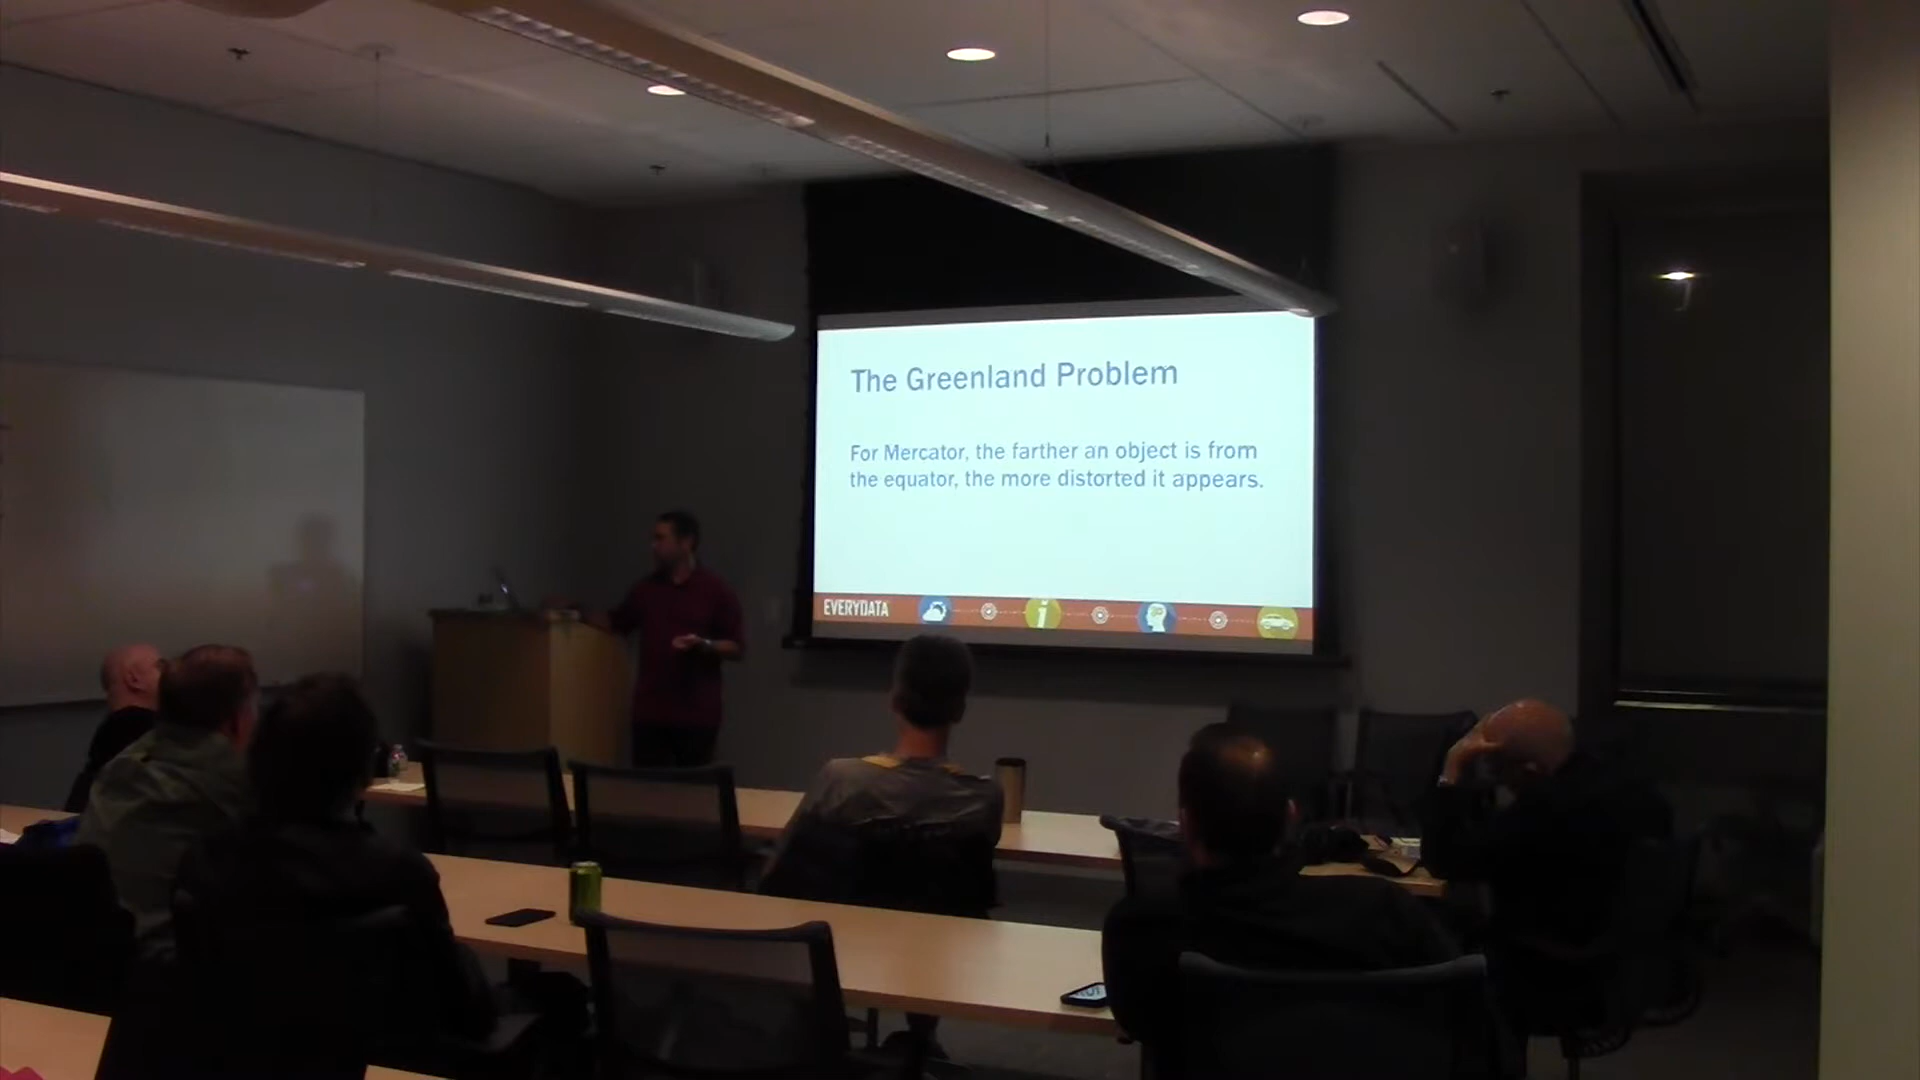 The Greenland Problem
For Mercator, the farther an object is from
the equator, the more distorted it appears.
EVERYDATA